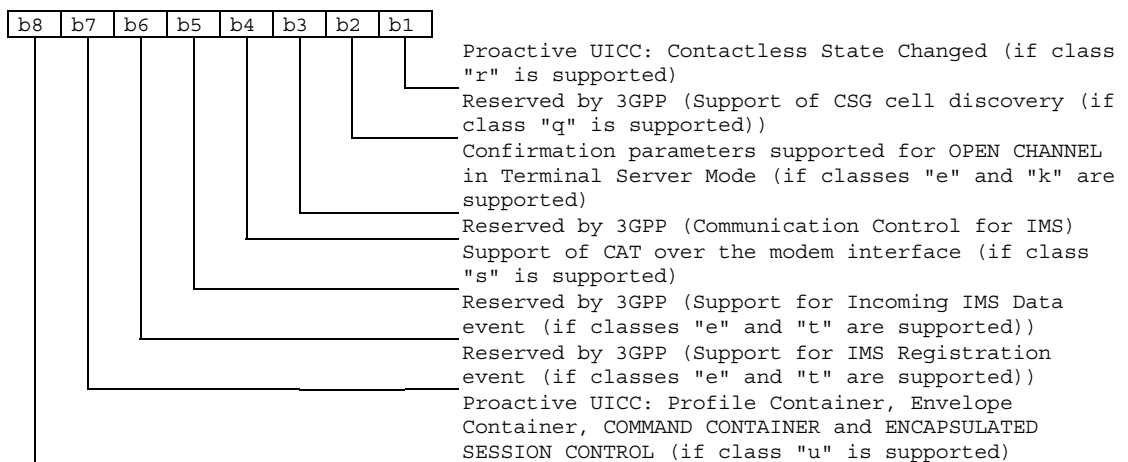 b8 b7 b6 b5 b4 b3 b2 b1
Proactive UICC: Contactless State Changed (if class
"r" is supported)
Reserved by 3GPP (Support of CSG cell discovery (if
class "q" is supported))
Confirmation parameters supported for OPEN CHANNEL
in Terminal Server Mode (if classes "e" and "k" are
supported)
Reserved by 3GPP (Communication Control for IMS)
Support of CAT over the modem interface (if class
"s" is supported)
Reserved by 3GPP (Support for Incoming IMS Data
event (if classes "e" and "t" are supported))
Reserved by 3GPP (Support for IMS Registration
event (if classes "e" and "t" are supported))
Proactive UICC: Profile Container, Envelope
Container, COMMAND CONTAINER and ENCAPSULATED
SESSION CONTROL (if class "u" is supported)